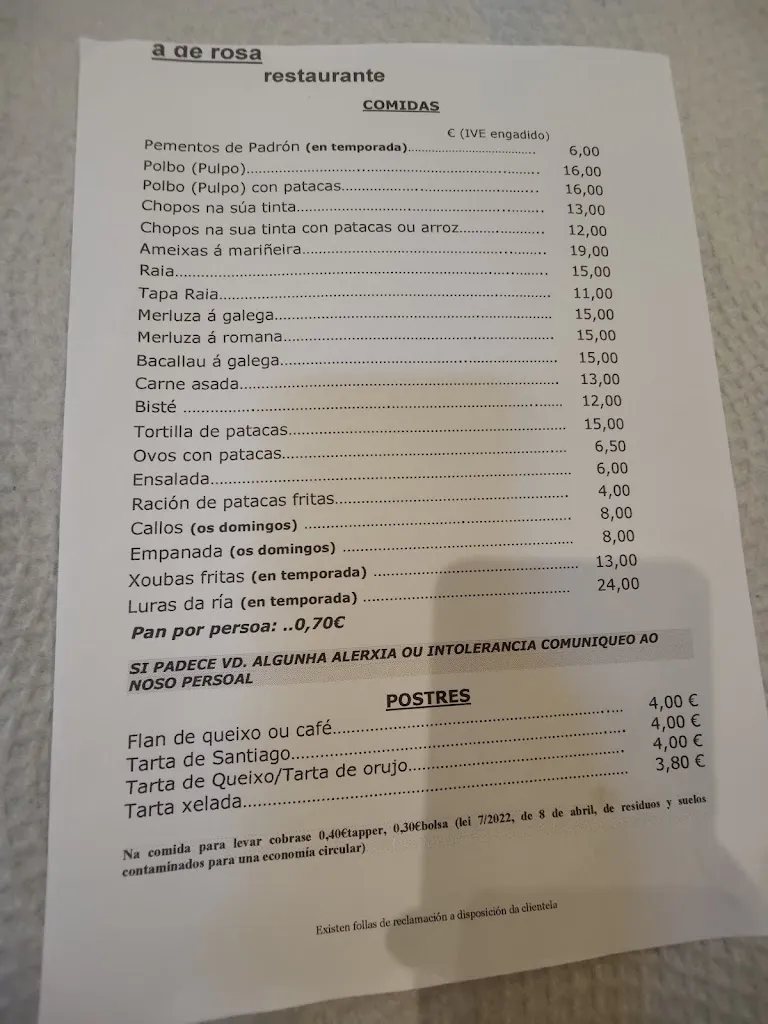 a de rosa
restaurante
COMIDAS
€ (IVE engadido)
Pementos de Padrón (en temporada)..................................... 6,00
Polbo (Pulpo)........................................................................ 16,00
Polbo (Pulpo) con patacas................................................ 16,00
Chopos na súa tinta............................................................ 13,00
Chopos na sua tinta con patacas ou arroz..................... 12,00
Ameixas á mariñeira............................................................ 19,00
Raia........................................................................................ 15,00
Tapa Raia................................................................................ 11,00
Merluza á galega.................................................................. 15,00
Merluza á romana................................................................ 15,00
Bacallau á galega................................................................ 15,00
Carne asada.......................................................................... 13,00
Bisté ...................................................................................... 12,00
Tortilla de patacas................................................................ 15,00
Ovos con patacas.................................................................. 6,50
Ensalada.................................................................................. 6,00
Ración de patacas fritas...................................................... 4,00
Callos (os domingos) ............................................................ 8,00
Empanada (os domingos) .................................................... 8,00
Xoubas fritas (en temporada) .............................................. 13,00
Luras da ría (en temporada) ................................................ 24,00
Pan por persoa: ..0,70€
SI PADECE VD. ALGUNHA ALERXIA OU INTOLERANCIA COMUNIQUEO AO
NOSO PERSOAL
POSTRES
Flan de queixo ou café.......................................................... 4,00 €
Tarta de Santiago.................................................................. 4,00 €
Tarta de Queixo/Tarta de orujo.......................................... 4,00 €
Tarta xelada............................................................................ 3,80 €
Na comida para levar cobrase 0,40€tapper, 0,30€bolsa (lei 7/2022, de 8 de abril, de residuos y suelos
contaminados para una economía circular)
Existen follas de reclamación a disposición da clientela